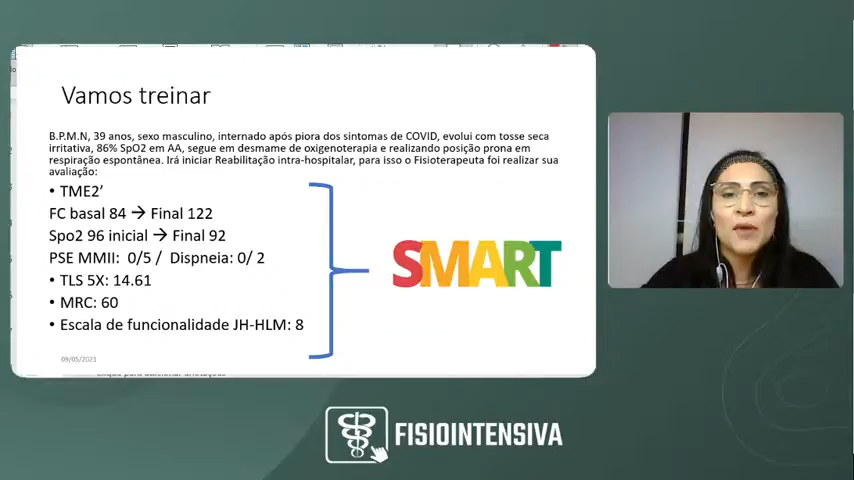 Vamos treinar
B.P.M.N, 39 anos, sexo masculino, internado após piora dos síntomas de COVID, evolui com tosse seca
irritativa, 86% SpO2 em AA, segue em desmame de oxigenoterapia e realizando posição prona em
respiração espontânea. Irá iniciar Reabilitação intra-hospitalar, para isso o Fisioterapeuta foi realizar sua
avaliação:
• TME2’
FC basal 84 → Final 122
Spo2 96 inicial → Final 92
PSE MMII: 0/5 / Dispneia: 0/ 2
• TLS 5X: 14.61
• MRC: 60
• Escala de funcionalidade JH-HLM: 8
SMART
09/05/2021
FISIOINTENSIVA